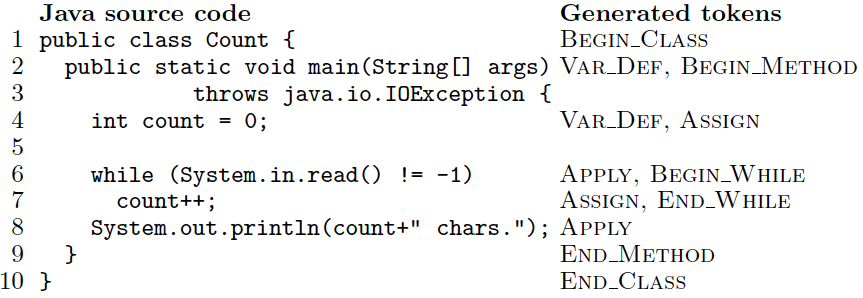 Java source code Generated tokens
1 public class Count { BEGIN_CLASS
2 public static void main(String[] args) VAR_DEF, BEGIN_METHOD
3 throws java.io.IOException {
4 int count = 0; VAR_DEF, ASSIGN
5
6 while (System.in.read() != -1) APPLY, BEGIN_WHILE
7 count++; ASSIGN, END_WHILE
8 System.out.println(count+" chars."); APPLY
9 } END_METHOD
10 } END_CLASS